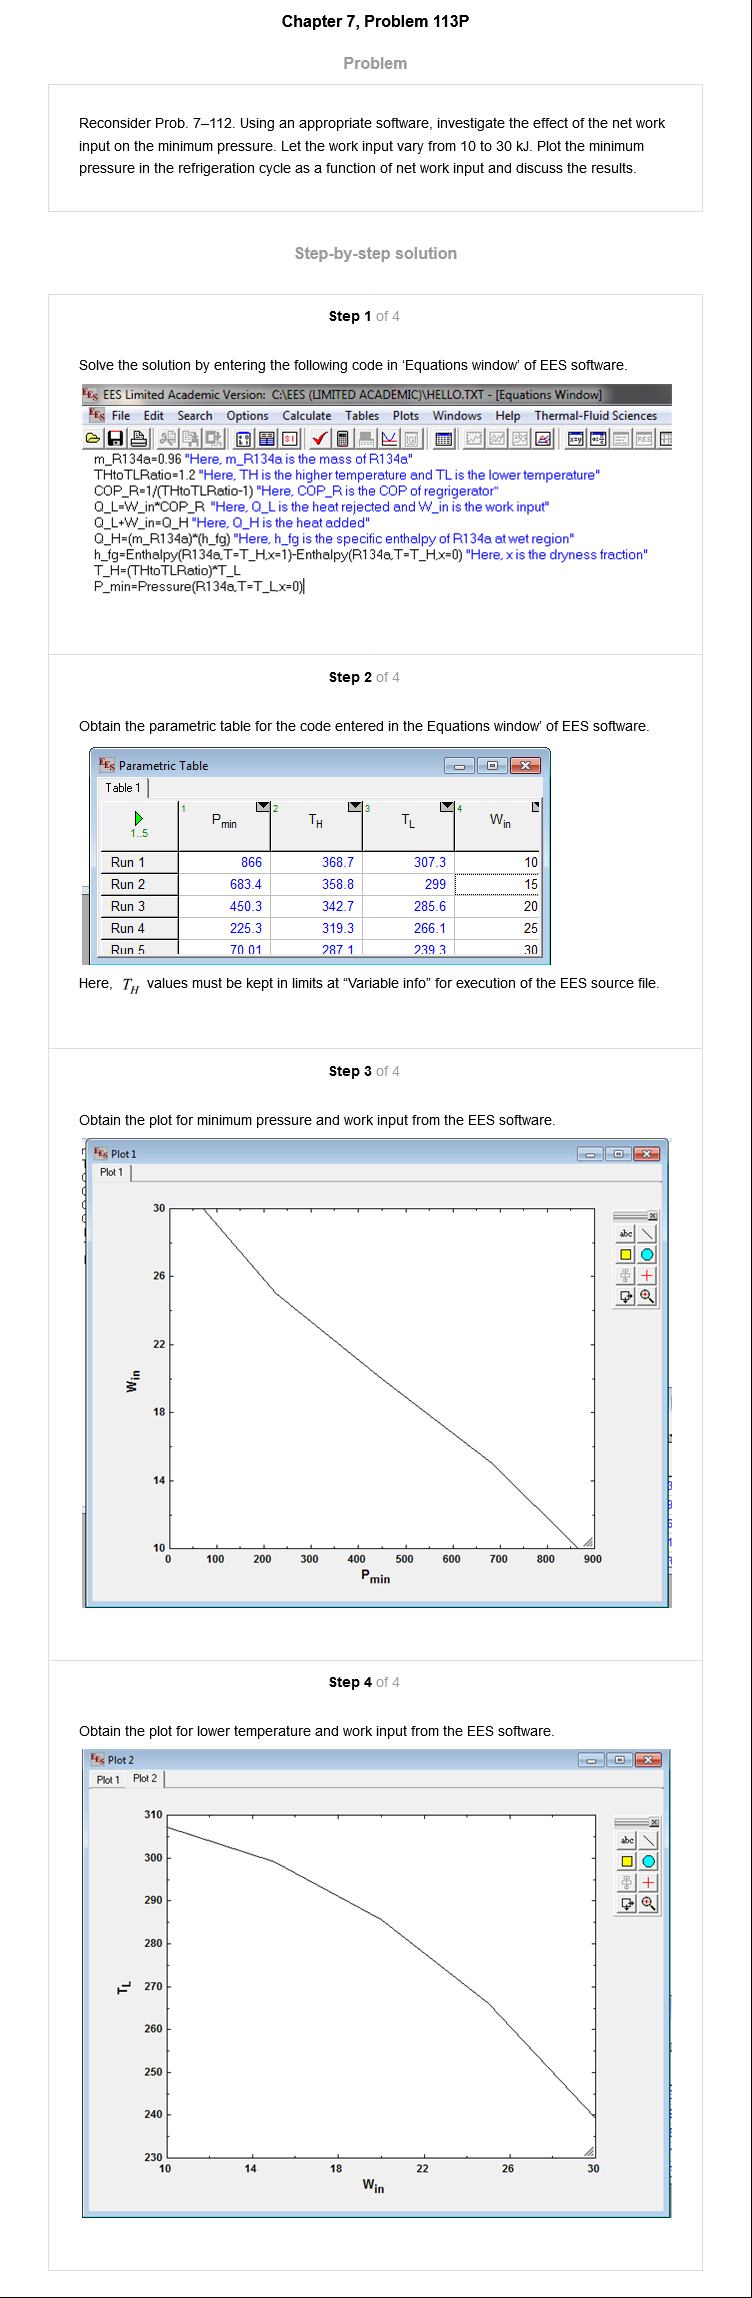 Chapter 7, Problem 113P
Problem
Reconsider Prob. 7–112. Using an appropriate software, investigate the effect of the net work
input on the minimum pressure. Let the work input vary from 10 to 30 kJ. Plot the minimum
pressure in the refrigeration cycle as a function of net work input and discuss the results.
Step-by-step solution
Step 1 of 4
Solve the solution by entering the following code in ‘Equations window’ of EES software.
EES EES Limited Academic Version: C:\EES (LIMITED ACADEMIC)\HELLO.TXT - [Equations Window]
EES File Edit Search Options Calculate Tables Plots Windows Help Thermal-Fluid Sciences
m_R134a=0.96 "Here, m_R134a is the mass of R134a"
THtoTLRatio=1.2 "Here, TH is the higher temperature and TL is the lower temperature"
COP_R=1/(THtoTLRatio-1) "Here, COP_R is the COP of regrigerator"
Q_L=W_in*COP_R "Here, Q_L is the heat rejected and W_in is the work input"
Q_L+W_in=Q_H "Here, Q_H is the heat added"
Q_H=(m_R134a)*(h_fg) "Here, h_fg is the specific enthalpy of R134a at wet region"
h_fg=Enthalpy(R134a,T=T_H,x=1)-Enthalpy(R134a,T=T_H,x=0) "Here, x is the dryness fraction"
T_H=(THtoTLRatio)*T_L
P_min=Pressure(R134a,T=T_L,x=0)
Step 2 of 4
Obtain the parametric table for the code entered in the Equations window’ of EES software.
EES Parametric Table
Table 1
1..5 1 Pmin 2 TH 3 TL 4 Win
Run 1 866 368.7 307.3 10
Run 2 683.4 358.8 299 15
Run 3 450.3 342.7 285.6 20
Run 4 225.3 319.3 266.1 25
Run 5 70.01 287.1 239.3 30
Here, TH values must be kept in limits at “Variable info” for execution of the EES source file.
Step 3 of 4
Obtain the plot for minimum pressure and work input from the EES software.
EES Plot 1
Plot 1
abc
30
26
22
18
14
10
Win
0 100 200 300 400 500 600 700 800 900
Pmin
Step 4 of 4
Obtain the plot for lower temperature and work input from the EES software.
EES Plot 2
Plot 1 Plot 2
abc
310
300
290
280
270
260
250
240
230
TL
10 14 18 22 26 30
Win